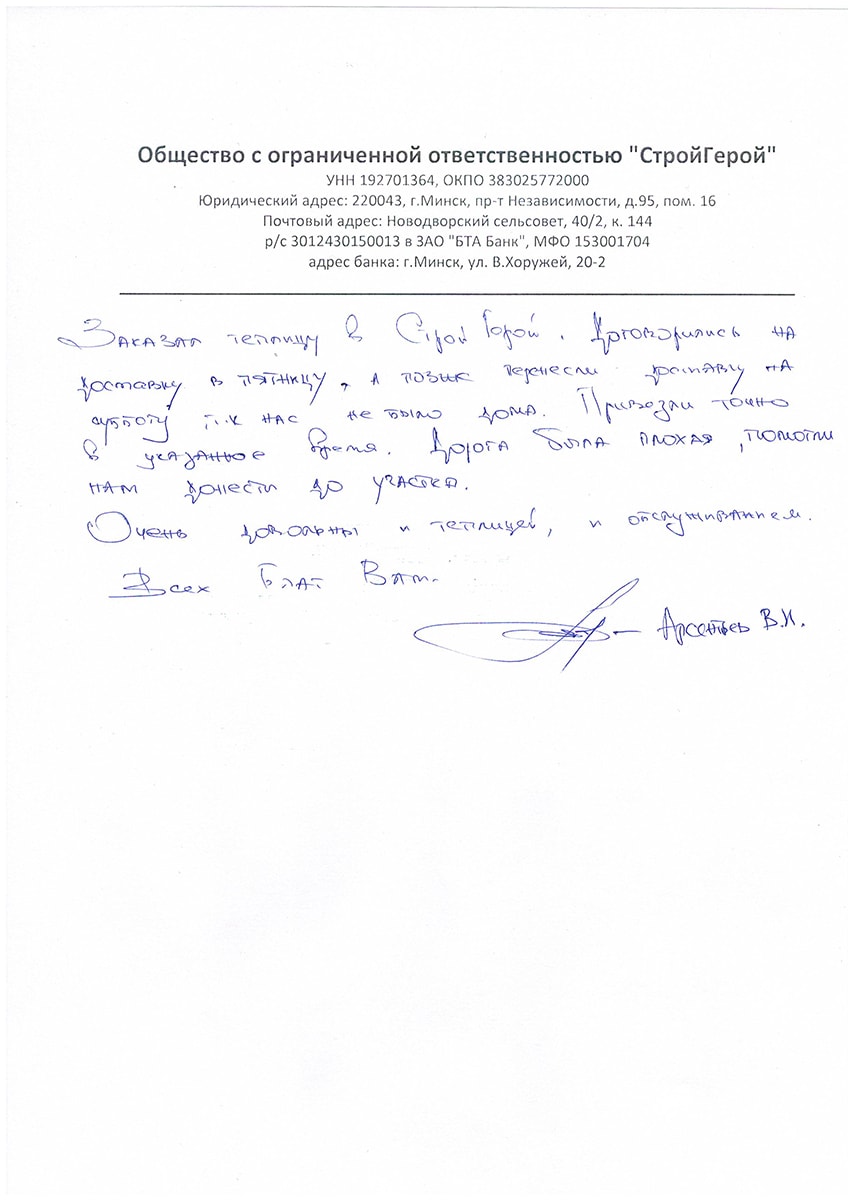 Общество с ограниченной ответственностью "СтройГерой"
УНН 192701364, ОКПО 383025772000
Юридический адрес: 220043, г.Минск, пр-т Независимости, д.95, пом. 16
Почтовый адрес: Новодворский сельсовет, 40/2, к. 144
р/с 3012430150013 в ЗАО "БТА Банк", МФО 153001704
адрес банка: г.Минск, ул. В.Хоружей, 20-2
Заказал теплицу в СтройГерой. Договорились на
доставку в пятницу, а позже перенесли доставку на
субботу т.к нас не было дома. Привезли точно
в указанное время. Дорога была плохая, помогли
нам донести до участка.
Очень довольны и теплицей, и обслуживанием.
Всех Благ Вам.
Арсентьев В.И.